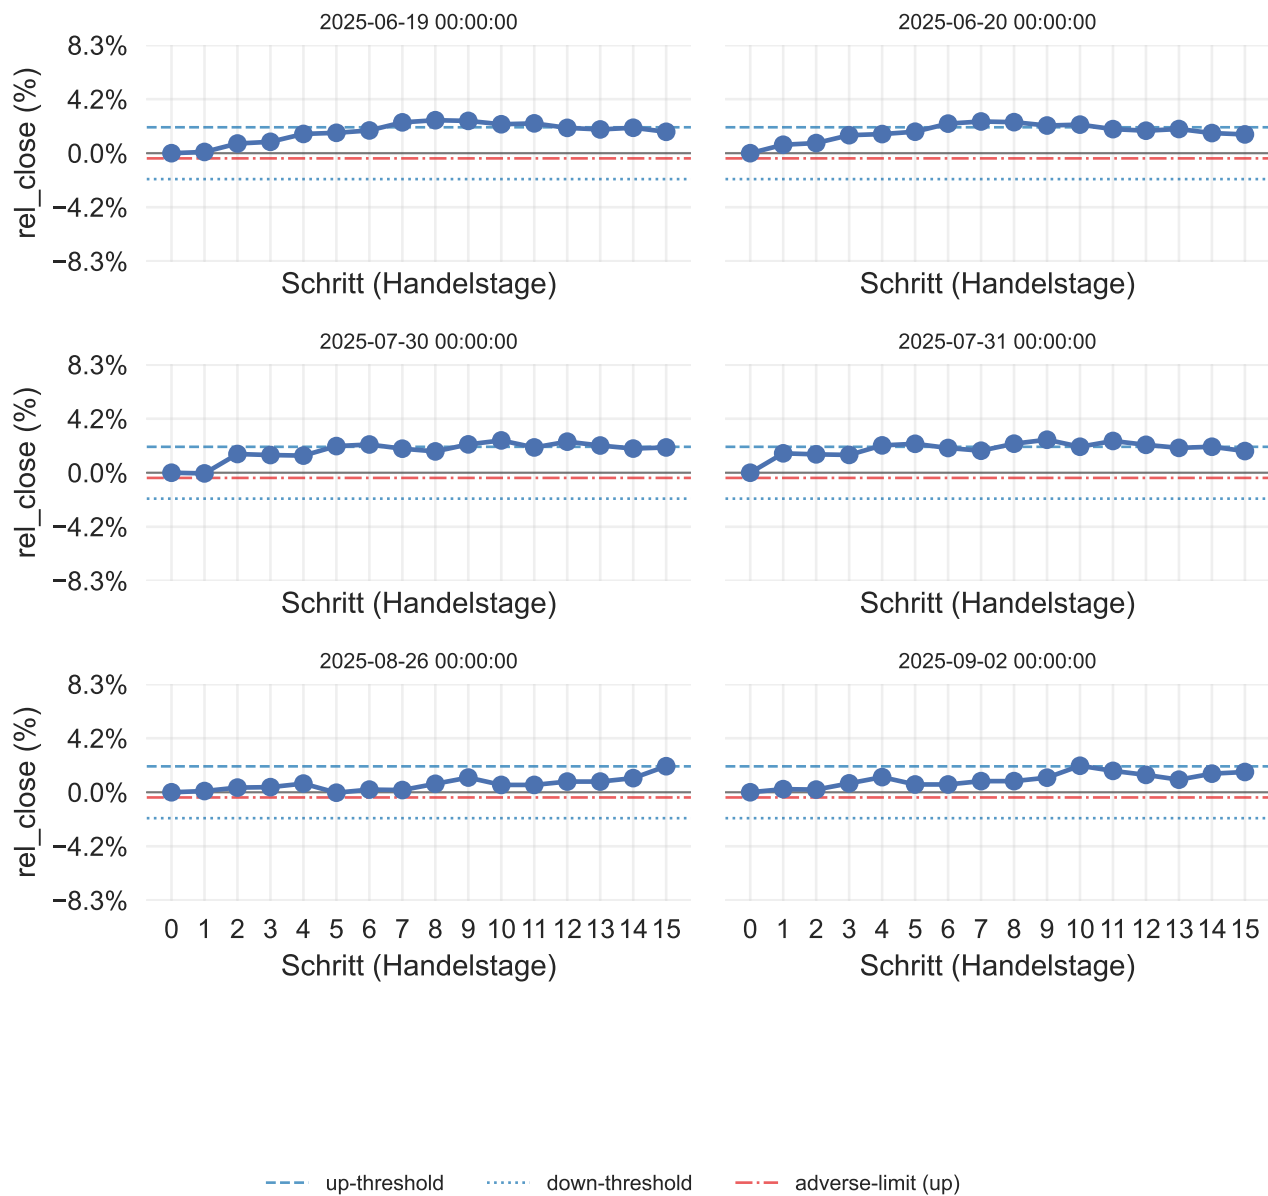 2025-06-19 00:00:00
2025-06-20 00:00:00
rel_close (%)
8.3%
4.2%
0.0%
−4.2%
−8.3%
Schritt (Handelstage)
Schritt (Handelstage)
2025-07-30 00:00:00
2025-07-31 00:00:00
rel_close (%)
8.3%
4.2%
0.0%
−4.2%
−8.3%
Schritt (Handelstage)
Schritt (Handelstage)
2025-08-26 00:00:00
2025-09-02 00:00:00
rel_close (%)
8.3%
4.2%
0.0%
−4.2%
−8.3%
0 1 2 3 4 5 6 7 8 9 10 11 12 13 14 15
0 1 2 3 4 5 6 7 8 9 10 11 12 13 14 15
Schritt (Handelstage)
Schritt (Handelstage)
up-threshold down-threshold adverse-limit (up)